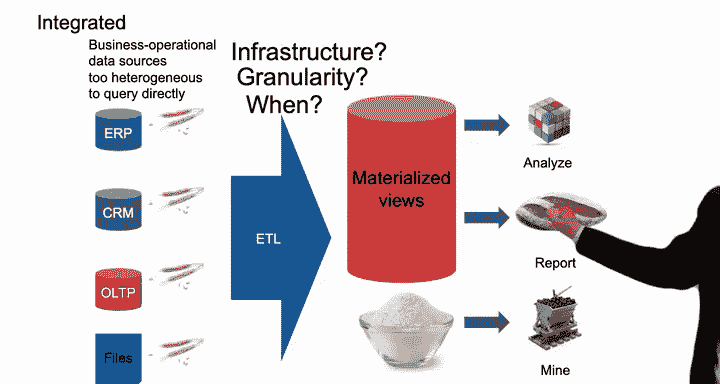 Integrated
Business-operational
data sources
too heterogeneous
to query directly
Infrastructure?
Granularity?
When?
ERP
CRM
OLTP
Files
ETL
Materialized
views
Analyze
Report
Mine